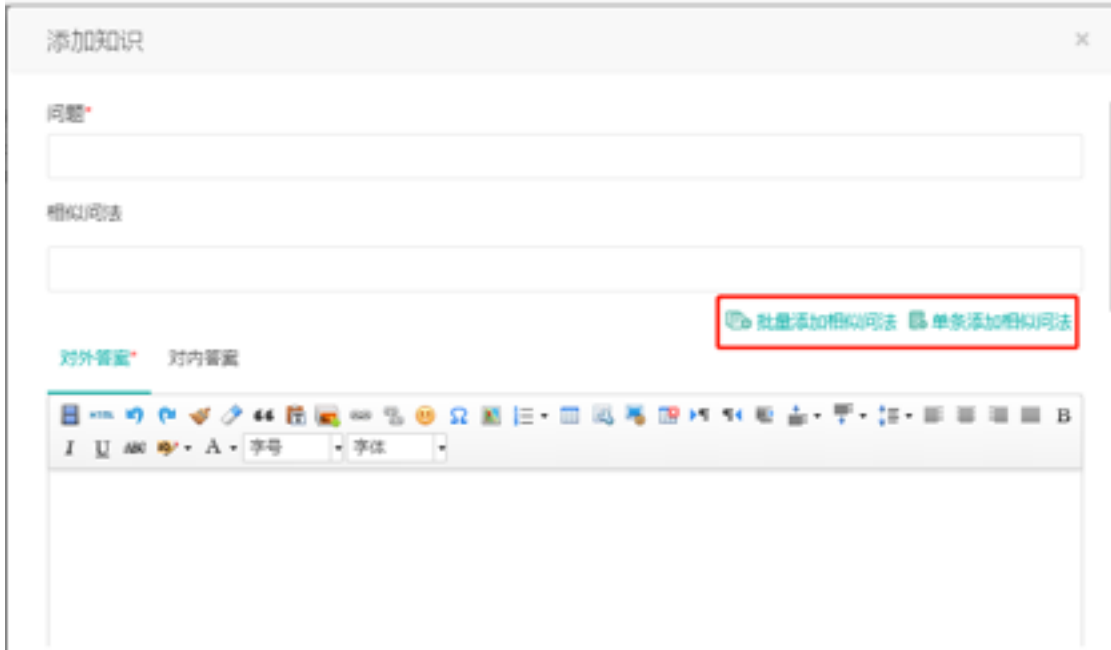 添加知识 ×
问题*
相似问法
批量添加相似问法 单条添加相似问法
对外答案* 对内答案
HTML B
I U ABC A 字号 字体